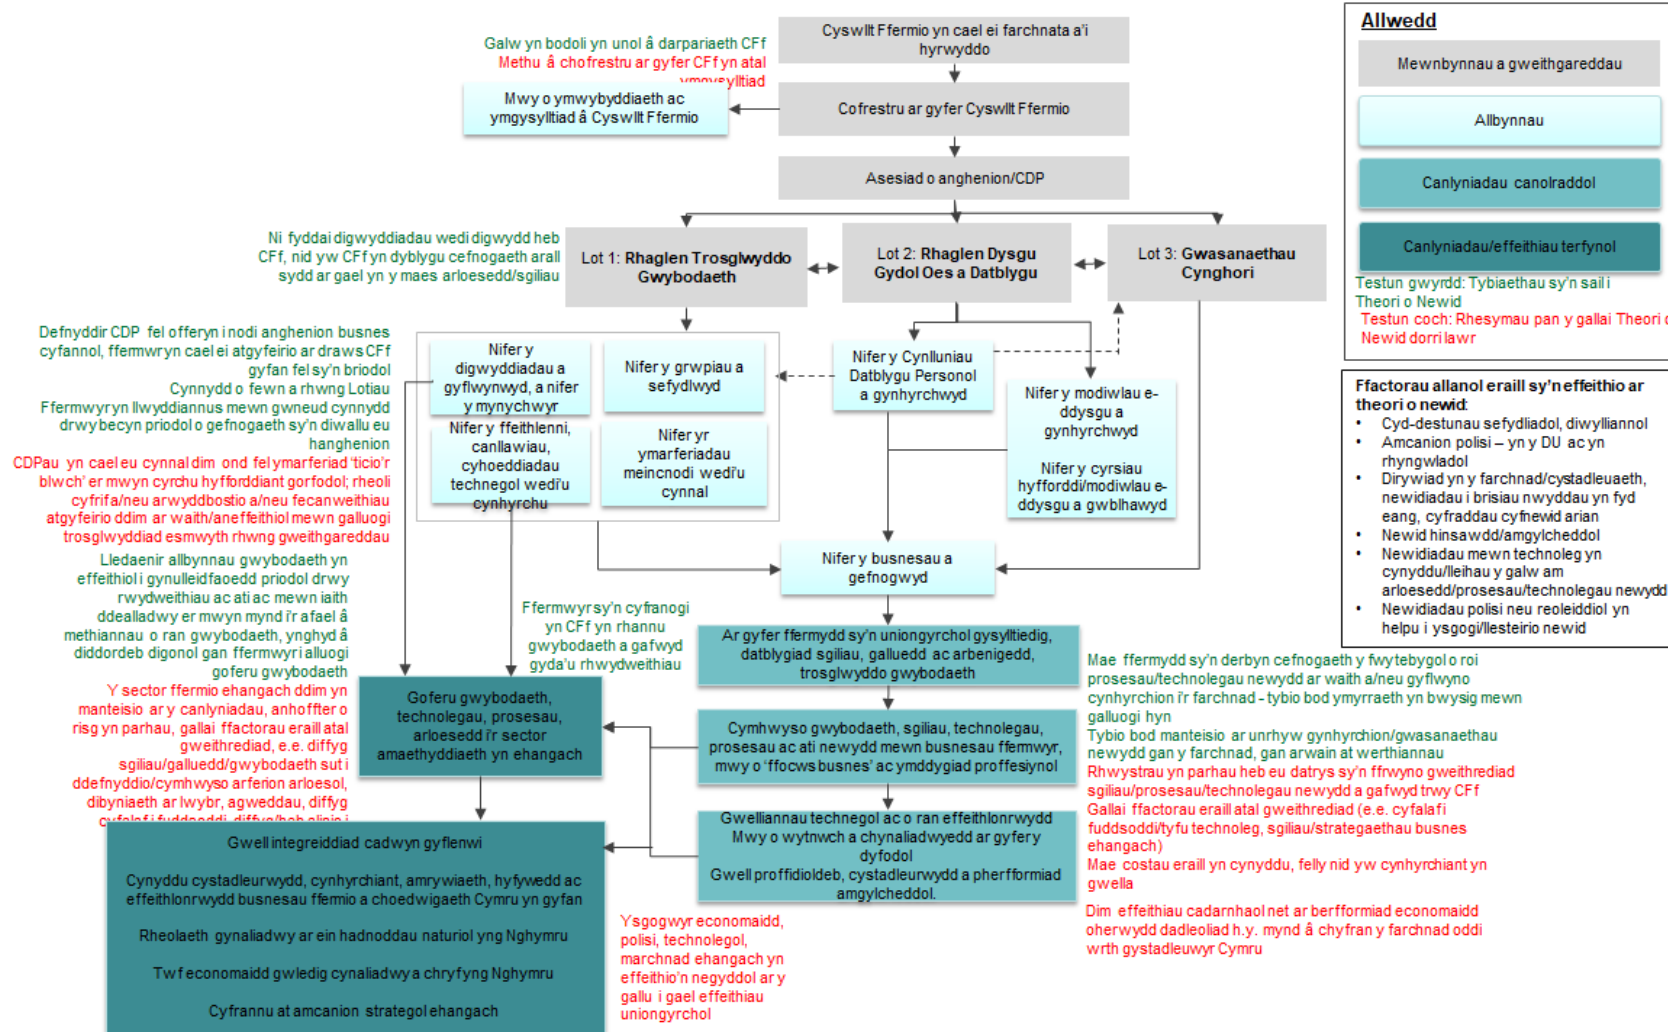 Cyswllt Ffermio yn cael ei farchnata a'i
hyrwyddo
Galw yn bodoli yn unol â darpariaeth CFf
Methu â chofrestru ar gyfer CFf yn atal
ymgysylltiad
Mwy o ymwybyddiaeth ac
ymgysylltiad â Cyswllt Ffermio
Cofrestru ar gyfer Cyswllt Ffermio
Asesiad o anghenion/CDP
Ni fyddai digwyddiadau wedi digwydd heb
CFf, nid yw CFf yn dyblygu cefnogaeth arall
sydd ar gael yn y maes arloesedd/sgiliau
Lot 1: Rhaglen Trosglwyddo
Gwybodaeth
Lot 2: Rhaglen Dysgu
Gydol Oes a Datblygu
Lot 3: Gwasanaethau
Cynghori
Defnyddir CDP fel offeryn i nodi anghenion busnes
cyfannol, ffermwr yn cael ei atgyfeirio ar draws CFf
gyfan fel sy'n briodol
Cynnydd o fewn a rhwng Lotiau
Ffermwyr yn llwyddiannus mewn gwneud cynnydd
drwy becyn priodol o gefnogaeth sy'n diwallu eu
hanghenion
CDPau yn cael eu cynnal dim ond fel ymarferiad 'ticio'r
blwch' er mwyn cyrchu hyfforddiant gorfodol; rheoli
cyfrifa/neu arwyddbostio a/neu fecanweithiau
atgyfeirio ddim ar waith/aneffeithiol mewn galluogi
trosglwyddiad esmwyth rhwng gweithgareddau
Nifer y
digwyddiadau a
gyflwynwyd, a nifer
y mynychwyr
Nifer y grwpiau a
sefydlwyd
Nifer y ffeithlenni,
canllawiau,
cyhoeddiadau
technegol wedi'u
cynhyrchu
Nifer yr
ymarferiadau
meincnodi wedi'u
cynnal
Nifer y Cynlluniau
Datblygu Personol
a gynhyrchwyd
Nifer y modiwlau e-
ddysgu a
gynhyrchwyd
Nifer y cyrsiau
hyfforddi/modiwlau e-
ddysgu a gwblhawyd
Nifer y busnesau a
gefnogwyd
Lledaenir allbynnau gwybodaeth yn
effeithiol i gynulleidfaoedd priodol drwy
rwydweithiau ac ati ac mewn iaith
ddealladwy er mwyn mynd i'r afael â
methiannau o ran gwybodaeth, ynghyd â
diddordeb digonol gan ffermwyr i alluogi
goferu gwybodaeth
Y sector ffermio ehangach ddim yn
manteisio ar y canlyniadau, anhoffter o
risg yn parhau, gallai ffactorau eraill atal
gweithrediad, e.e. diffyg
sgiliau/galluedd/gwybodaeth sut i
ddefnyddio/cymhwyso arferion arloesol,
dibyniaeth ar lwybr, agweddau, diffyg
Ffermwyr sy'n cyfranogi
yn CFf yn rhannu
gwybodaeth a gafwyd
gyda'u rhwydweithiau
Ar gyfer ffermydd sy'n uniongyrchol gysylltiedig,
datblygiad sgiliau, galluedd ac arbenigedd,
trosglwyddo gwybodaeth
Goferu gwybodaeth,
technolegau, prosesau,
arloesedd i'r sector
amaethyddiaeth yn ehangach
Cymhwyso gwybodaeth, sgiliau, technolegau,
prosesau ac ati newydd mewn busnesau ffermwyr,
mwy o 'ffocws busnes' ac ymddygiad proffesiynol
Gwelliannau technegol ac o ran effeithlonrwydd
Mwy o wytnwch a chynaliadwyedd ar gyfer y
dyfodol
Gwell proffidioldeb, cystadleurwydd a pherfformiad
amgylcheddol.
Gwell integreiddiad cadwyn gyflenwi
Cynyddu cystadleurwydd, cynhyrchiant, amrywiaeth, hyfywedd ac
effeithlonrwydd busnesau ffermio a choedwigaeth Cymru yn gyfan
Rheolaeth gynaliadwy ar ein hadnoddau naturiol yng Nghymru
Twf economaidd gwledig cynaliadwy a chryf yng Nghymru
Cyfrannu at amcanion strategol ehangach
Ysgogwyr economaidd,
polisi, technolegol,
marchnad ehangach yn
effeithio'n negyddol ar y
gallu i gael effeithiau
uniongyrchol
Mae ffermydd sy'n derbyn cefnogaeth y fwy tebygol o roi
prosesau/technolegau newydd ar waith a/neu gyflwyno
cynhyrchion i'r farchnad - tybio bod ymyrraeth yn bwysig mewn
galluogi hyn
Tybio bod manteisio ar unrhyw gynhyrchion/gwasanaethau
newydd gan y farchnad, gan arwain at werthiannau
Rhwystrau yn parhau heb eu datrys sy'n ffrwyno gweithrediad
sgiliau/prosesau/technolegau newydd a gafwyd trwy CFf
Gallai ffactorau eraill atal gweithrediad (e.e. cyfalaf i
fuddsoddi/tyfu technoleg, sgiliau/strategaethau busnes
ehangach)
Mae costau eraill yn cynyddu, felly nid yw cynhyrchiant yn
gwella
Dim effeithiau cadarnhaol net ar berfformiad economaidd
oherwydd dadleoliad h.y. mynd â chyfran y farchnad oddi
wrth gystadleuwyr Cymru
Allwedd
Mewnbynnau a gweithgareddau
Allbynnau
Canlyniadau canolraddol
Canlyniadau/effeithiau terfynol
Testun gwyrdd: Tybiaethau sy'n sail i
Theori o Newid
Testun coch: Rhesymau pan y gallai Theori o
Newid dorri lawr
Ffactorau allanol eraill sy'n effeithio ar
theori o newid:
• Cyd-destunau sefydliadol, diwylliannol
• Amcanion polisi – yn y DU ac yn
rhyngwladol
• Dirywiad yn y farchnad/cystadleuaeth,
newidiadau i brisiau nwyddau yn fyd
eang, cyfraddau cyfnewid arian
• Newid hinsawdd/amgylcheddol
• Newidiadau mewn technoleg yn
cynyddu/lleihau y galw am
arloesedd/prosesau/technolegau newydd
• Newidiadau polisi neu reoleiddiol yn
helpu i ysgogi/llesteirio newid